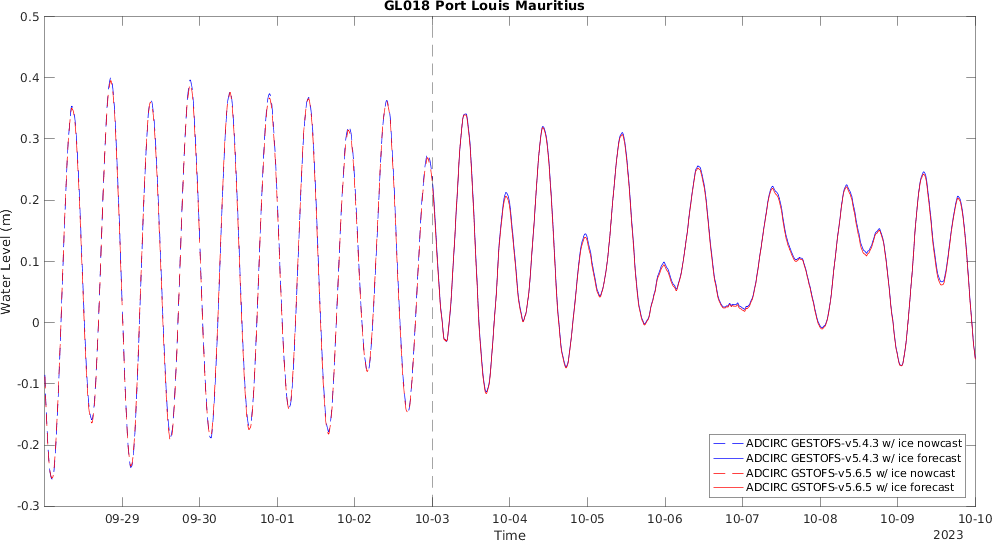 GL018 Port Louis Mauritius
0.5
0.4
0.3
0.2
0.1
0
-0.1
-0.2
-0.3
Water Level (m)
ADCIRC GESTOFS-v5.4.3 w/ ice nowcast
ADCIRC GESTOFS-v5.4.3 w/ ice forecast
ADCIRC GSTOFS-v5.6.5 w/ ice nowcast
ADCIRC GSTOFS-v5.6.5 w/ ice forecast
09-29 09-30 10-01 10-02 10-03 10-04 10-05 10-06 10-07 10-08 10-09 10-10
Time
2023